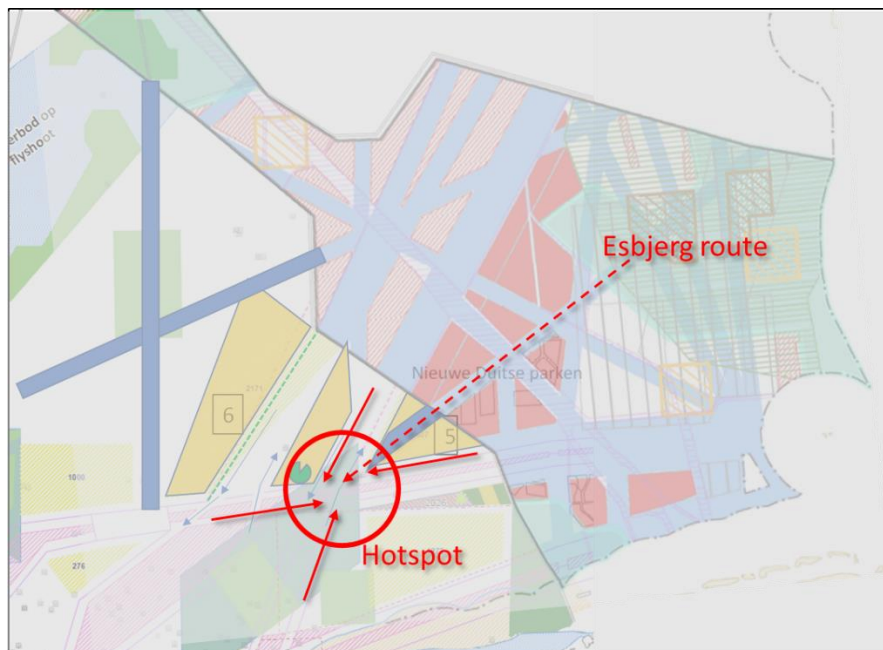 erbod op
flyshoot
Esbjerg route
Nieuwe Duitse parken
6
5
1000
276
Hotspot